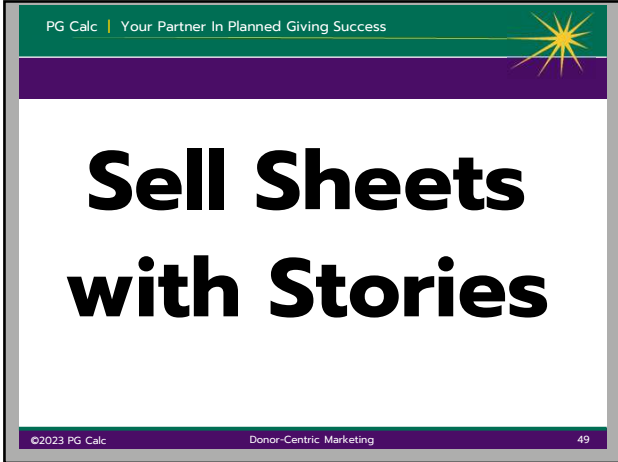 PG Calc | Your Partner In Planned Giving Success
Sell Sheets
with Stories
©2023 PG Calc Donor-Centric Marketing 49